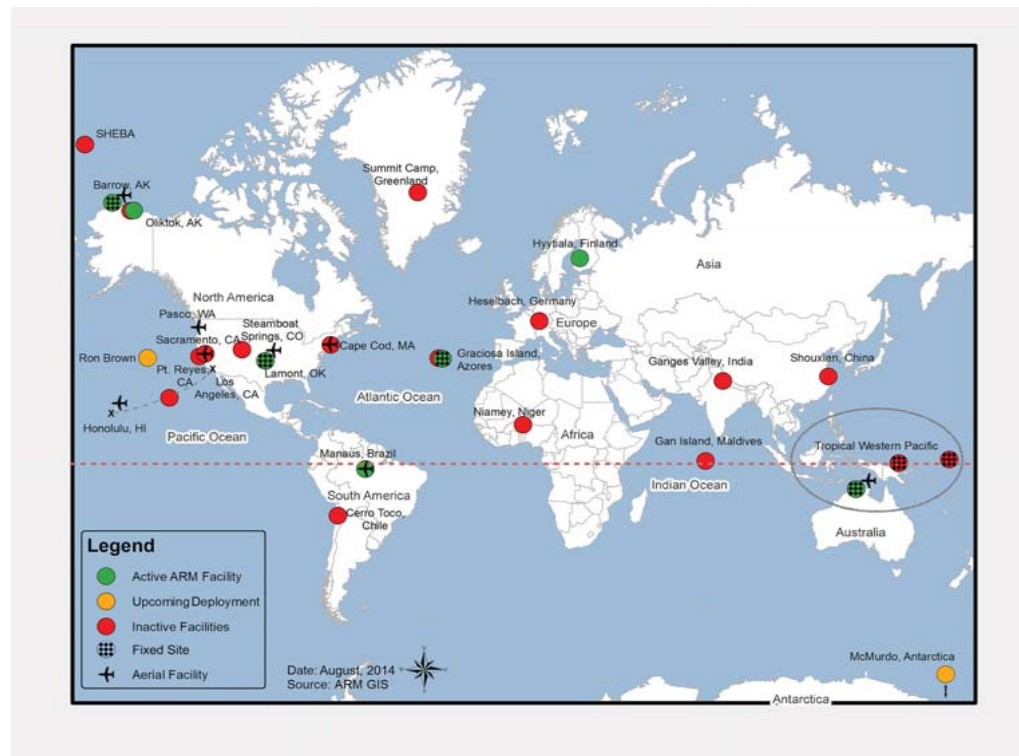 SHEBA
Summit Camp,
Greenland
Barrow, AK
Oliktok, AK
Hyytiala, Finland
Asia
North America
Pasco, WA
Heselbach, Germany
Steamboat
Springs, CO
Europe
Sacramento, CA
Cape Cod, MA
Ron Brown
Graciosa Island,
Azores
Ganges Valley, India
Shouxian, China
Pt. Reyes,
CA
Lamont, OK
Los
Angeles, CA
Atlantic Ocean
x
x
Honolulu, HI
Niamey, Niger
Pacific Ocean
Africa
Gan Island, Maldives
Tropical Western Pacific
Manaus, Brazil
Indian Ocean
South America
Cerro Toco,
Chile
Australia
Legend
Active ARM Facility
Upcoming Deployment
Inactive Facilities
Fixed Site
Aerial Facility
Date: August, 2014
Source: ARM GIS
McMurdo, Antarctica
Antarctica